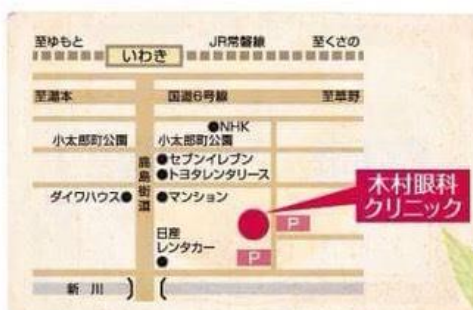 至ゆもと
JR常磐線
至くさの
いわき
至湯本
国道6号線
至草野
●NHK
小太郎町公園
小太郎町公園
鹿島街道
●セブンイレブン
●トヨタレンタリース
ダイワハウス●
●マンション
木村眼科
クリニック
P
日産
レンタカー
●
P
新川